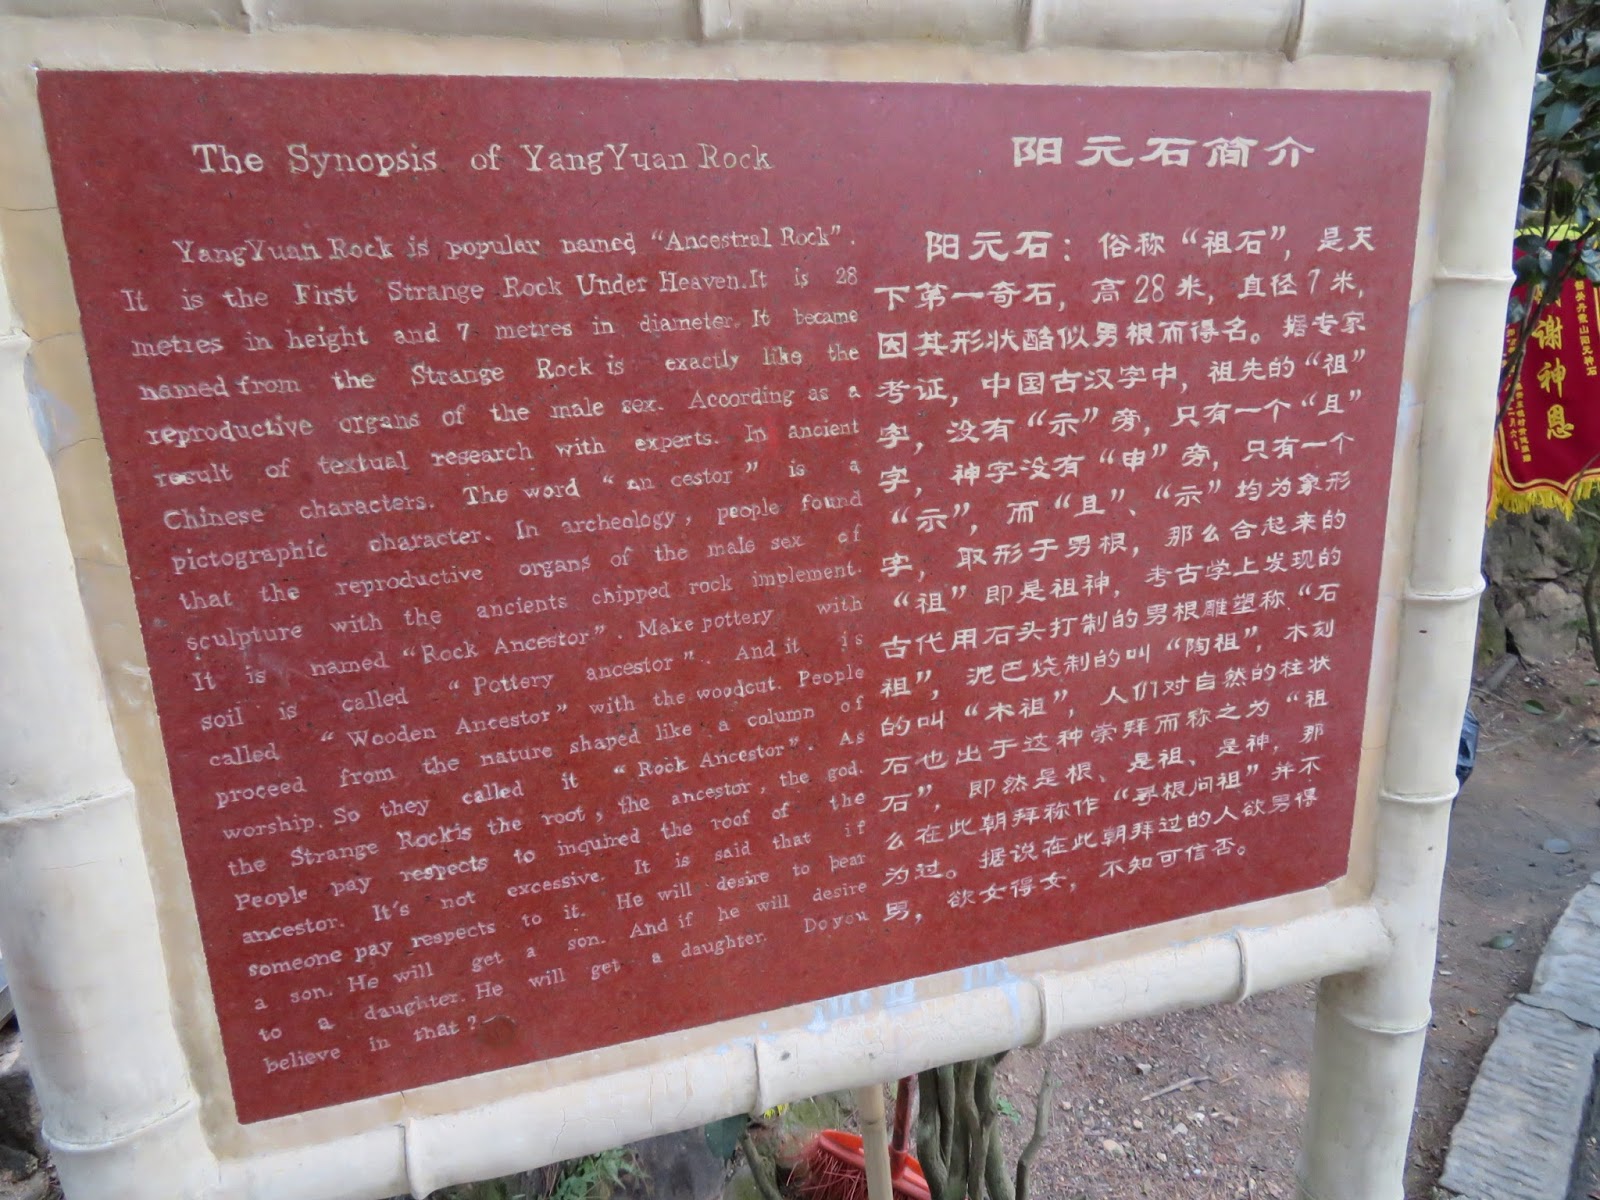 The Synopsis of YangYuan Rock
YangYuan Rock is popular named “Ancestral Rock”.
It is the First Strange Rock Under Heaven.It is 28
metres in height and 7 metres in diameter. It became
named from the Strange Rock is exactly like the
reproductive organs of the male sex. According as a
result of textual research with experts. In ancient
Chinese characters. The word “an cestor” is a
pictographic character. In archeology, people found
that the reproductive organs of the male sex of
sculpture with the ancients chipped rock implement.
It is named “Rock Ancestor”. Make pottery with
soil is called “Pottery ancestor”. And it is
called “Wooden Ancestor” with the woodcut. People
proceed from the nature shaped like a column of
worship. So they called it “Rock Ancestor”. As
the Strange Rock is the root, the ancestor, the god.
People pay respects to inquired the roof of the
ancestor. It's not excessive. It is said that if
someone pay respects to it. He will desire to bear
a son. He will get a son. And if he will desire
to a daughter. He will get a daughter. Do you
believe in that?
阳元石简介
阳元石：俗称“祖石”，是天
下第一奇石，高28米，直径7米，
因其形状酷似男根而得名。据专家
考证，中国古汉字中，祖先的“祖”
字，没有“示”旁，只有一个“且”
字，神字没有“申”旁，只有一个
“示”，而“且”、“示”均为象形
字，取形于男根，那么合起来的
“祖”即是祖神，考古学上发现的
古代用石头打制的男根雕塑称“石
祖”，泥巴烧制的叫“陶祖”，木刻
的叫“木祖”，人们对自然的柱状
石也出于这种崇拜而称之为“祖
石”，即然是根、是祖、是神，那
么在此朝拜称作“寻根问祖”并不
为过。据说在此朝拜过的人欲男得
男，欲女得女，不知可信否。
谢神恩